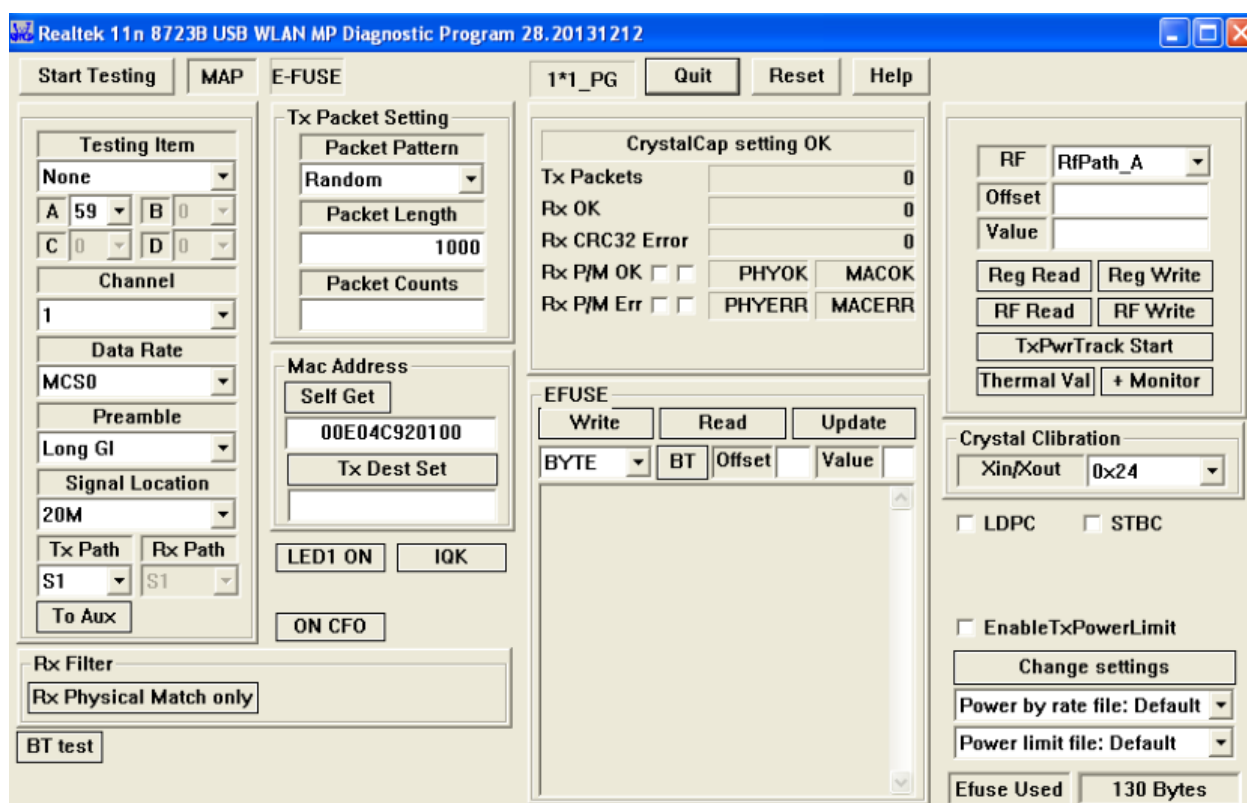 Realtek 11n 8723B USB WLAN MP Diagnostic Program 28.20131212
Start Testing MAP E-FUSE 1*1_PG Quit Reset Help
Testing Item
None
A 59 B 0
C 0 D 0
Channel
1
Data Rate
MCS0
Preamble
Long GI
Signal Location
20M
Tx Path Rx Path
S1 S1
To Aux
Tx Packet Setting
Packet Pattern
Random
Packet Length
1000
Packet Counts
Mac Address
Self Get
00E04C920100
Tx Dest Set
LED1 ON IQK
ON CFO
Rx Filter
Rx Physical Match only
BT test
CrystalCap setting OK
Tx Packets 0
Rx OK 0
Rx CRC32 Error 0
Rx P/M OK PHYOK MACOK
Rx P/M Err PHYERR MACERR
EFUSE
Write Read Update
BYTE BT Offset Value
RF RfPath_A
Offset
Value
Reg Read Reg Write
RF Read RF Write
TxPwrTrack Start
Thermal Val + Monitor
Crystal Clibration
Xin/Xout 0x24
LDPC STBC
EnableTxPowerLimit
Change settings
Power by rate file: Default
Power limit file: Default
Efuse Used 130 Bytes